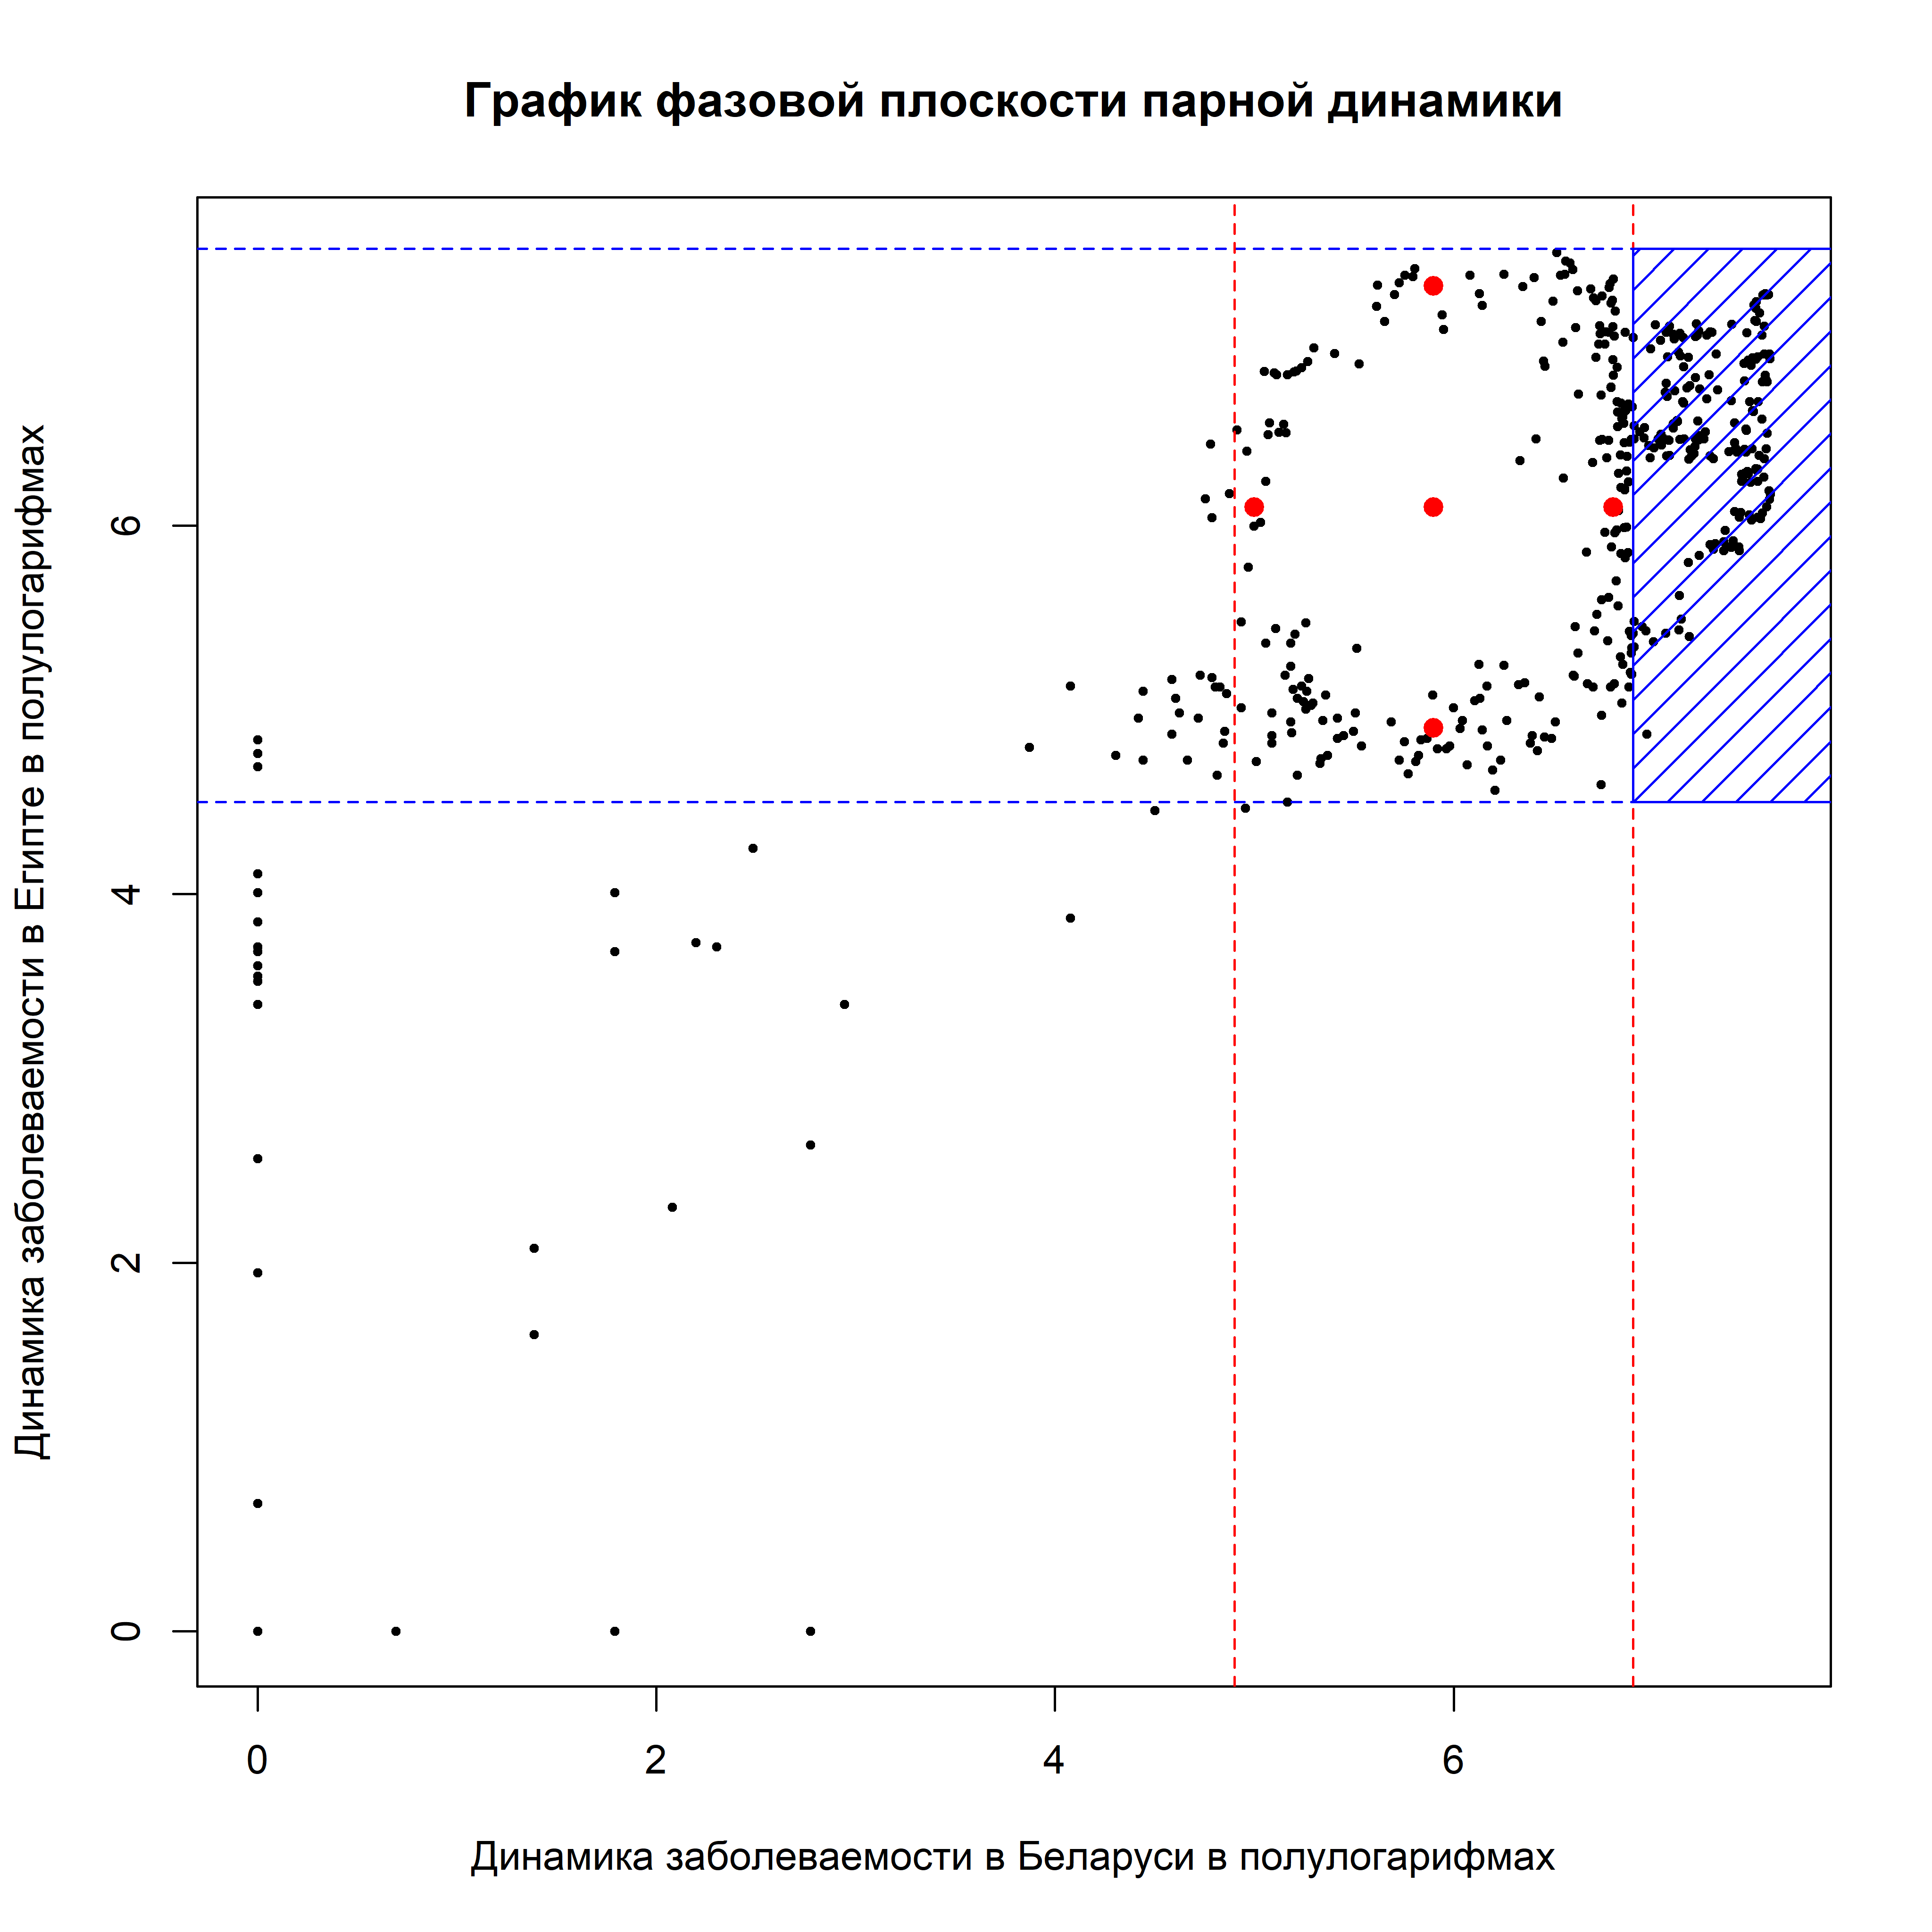 График фазовой плоскости парной динамики
Динамика заболеваемости в Египте в полулогарифмах
6
4
2
0
0 2 4 6
Динамика заболеваемости в Беларуси в полулогарифмах